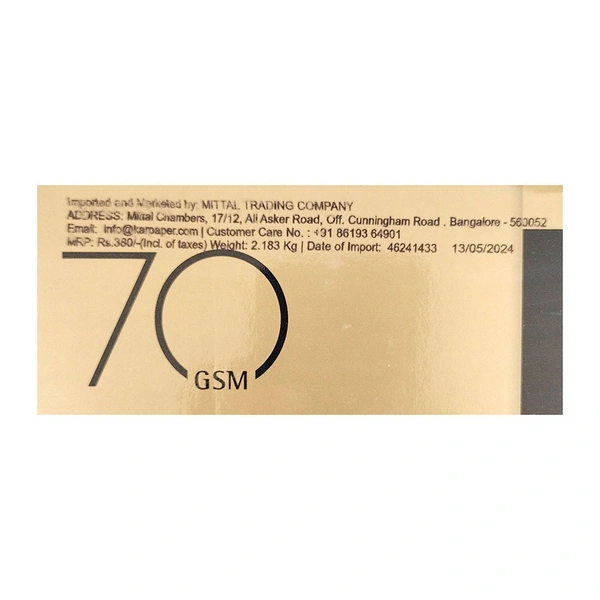 Imported and Marketed by: MITTAL TRADING COMPANY
ADDRESS: Mittal Chambers, 17/12, Ali Asker Road, Off. Cunningham Road . Bangalore - 560052
Email: info@karpaper.com | Customer Care No. : +91 86193 64901
MRP: Rs.380/-(Incl. of taxes) Weight: 2.183 Kg | Date of Import: 46241433 13/05/2024
70
GSM